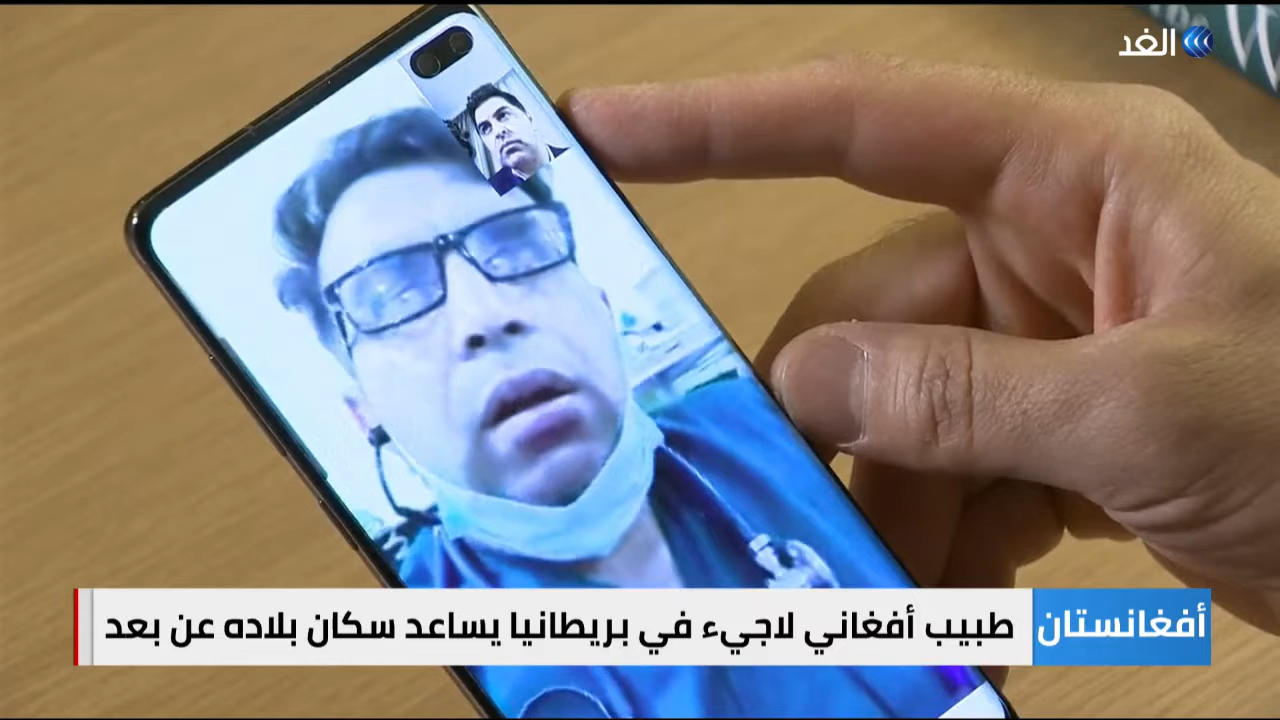 الغد
أفغانستان
طبيب أفغاني لاجيء في بريطانيا يساعد سكان بلاده عن بعد